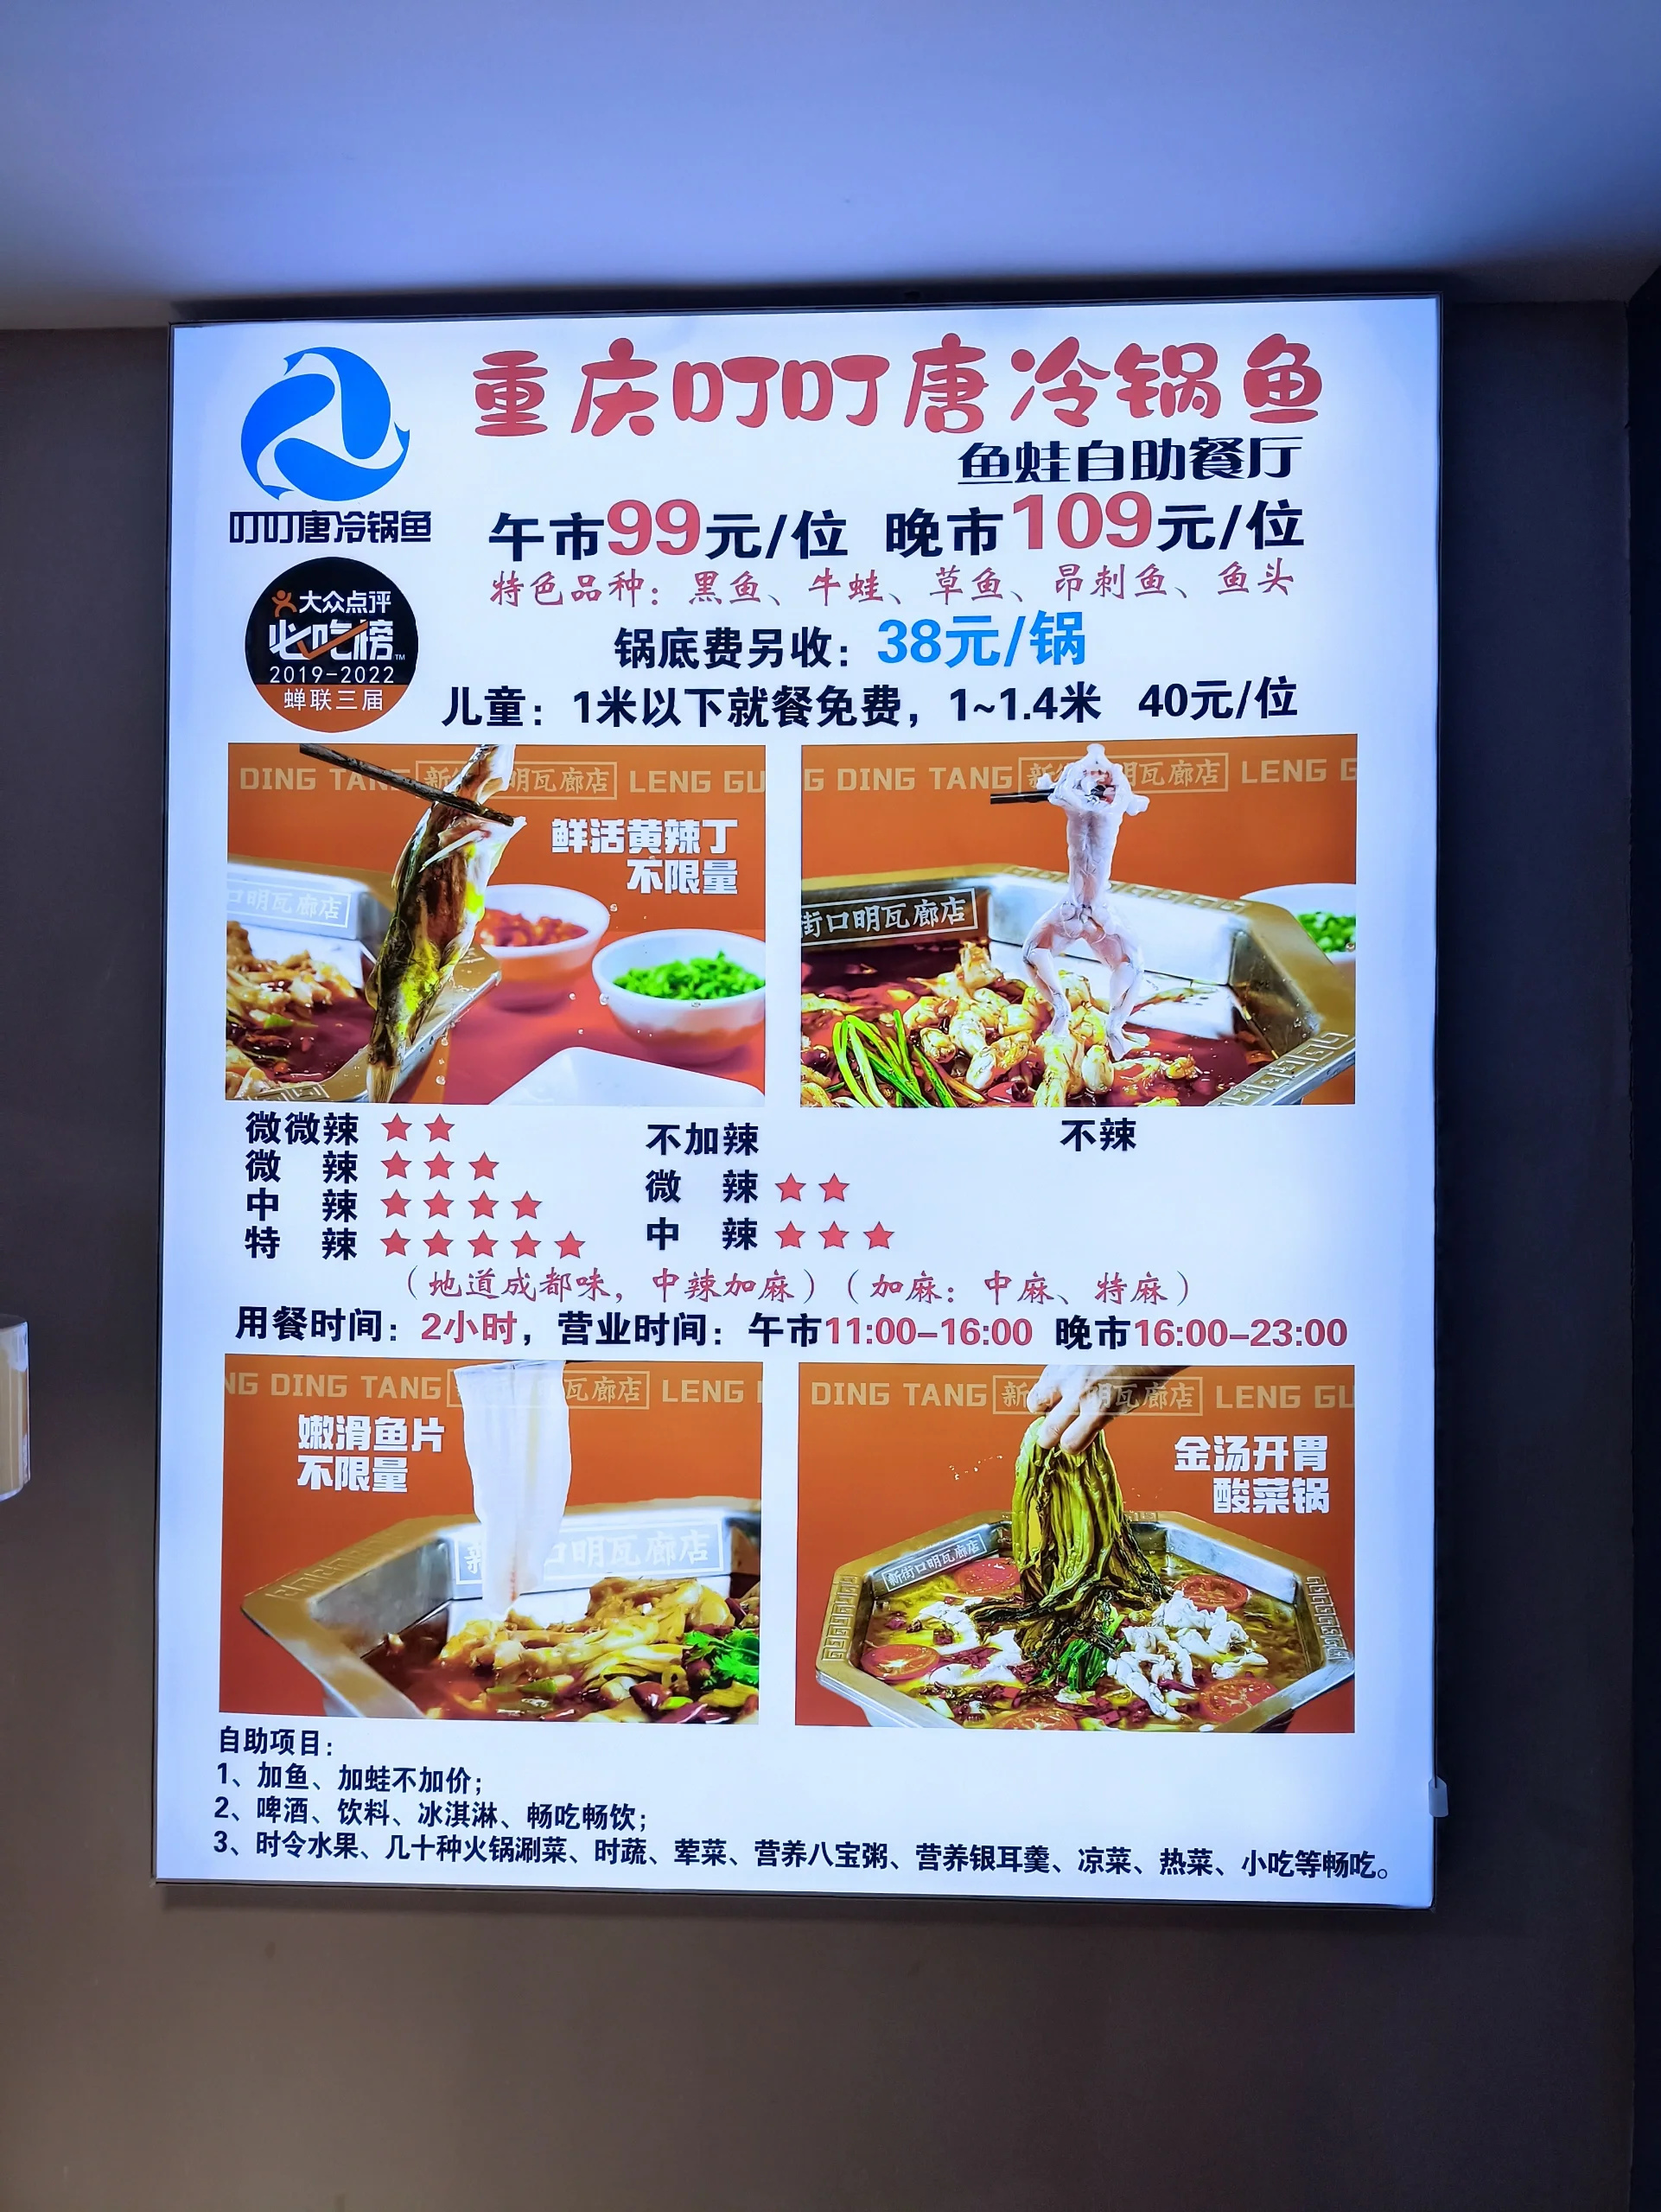 重庆叮叮唐冷锅鱼
鱼蛙自助餐厅
叮叮唐冷锅鱼
午市99元/位 晚市109元/位
特色品种：黑鱼、牛蛙、草鱼、昂刺鱼、鱼头
大众点评
必吃榜™
2019-2022
蝉联三届
锅底费另收：38元/锅
儿童：1米以下就餐免费，1~1.4米 40元/位
DING TANG 新街口明瓦廊店 LENG GU
鲜活黄辣丁
不限量
口明瓦廊店
G DING TANG 新街口明瓦廊店 LENG G
街口明瓦廊店
微微辣 ★★
微 辣 ★★★
中 辣 ★★★★
特 辣 ★★★★★
不加辣
微 辣 ★★
中 辣 ★★★
不辣
（地道成都味，中辣加麻）（加麻：中麻、特麻）
用餐时间：2小时，营业时间：午市11:00-16:00 晚市16:00-23:00
NG DING TANG 瓦廊店 LENG
嫩滑鱼片
不限量
新 口明瓦廊店
DING TANG 新街 明瓦廊店 LENG GU
金汤开胃
酸菜锅
新街口明瓦廊店
自助项目：
1、加鱼、加蛙不加价；
2、啤酒、饮料、冰淇淋、畅吃畅饮；
3、时令水果、几十种火锅涮菜、时蔬、荤菜、营养八宝粥、营养银耳羹、凉菜、热菜、小吃等畅吃。